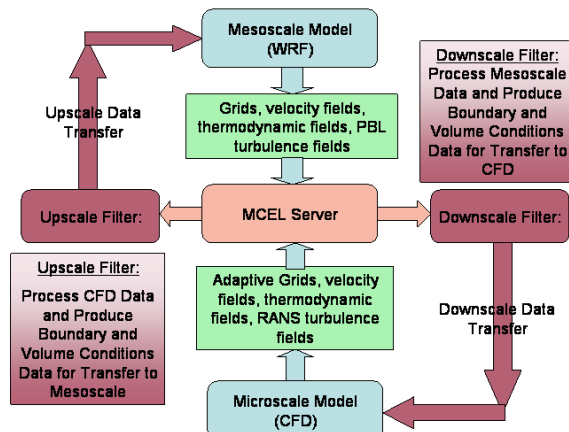 Mesoscale Model
(WRF)
Downscale Filter:
Process Mesoscale
Data and Produce
Boundary and
Volume Conditions
Data for Transfer to
CFD
Upscale Data
Transfer
Grids, velocity fields,
thermodynamic fields, PBL
turbulence fields
Upscale Filter:
MCEL Server
Downscale Filter:
Upscale Filter:
Process CFD Data
and Produce
Boundary and
Volume Conditions
Data for Transfer to
Mesoscale
Adaptive Grids, velocity
fields, thermodynamic
fields, RANS turbulence
fields
Downscale Data
Transfer
Microscale Model
(CFD)